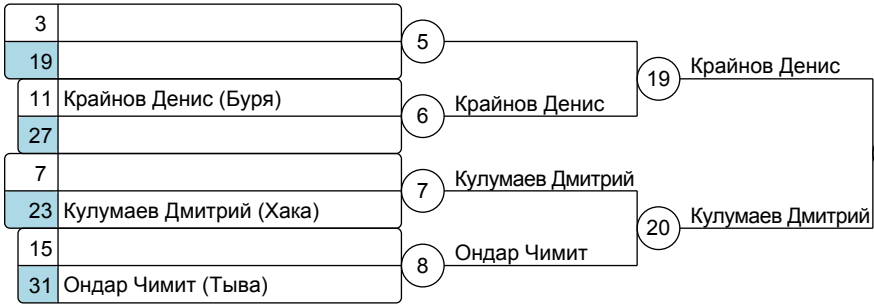 3
19
5
11 Крайнов Денис (Буря)
27
6
Крайнов Денис
19
Крайнов Денис
7
23 Кулумаев Дмитрий (Хака)
7
Кулумаев Дмитрий
15
31 Ондар Чимит (Тыва)
8
Ондар Чимит
20
Кулумаев Дмитрий